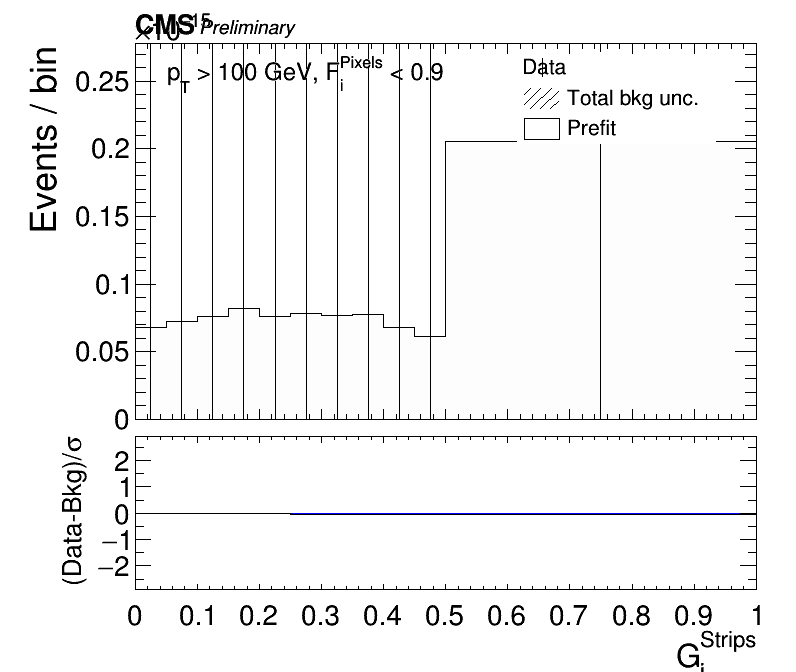 CMS Preliminary
×10^15
Events / bin
p_T > 100 GeV, F_i^Pixels < 0.9
Data
Total bkg unc.
Prefit
0.25
0.2
0.15
0.1
0.05
0
(Data-Bkg)/σ
2
1
0
−1
−2
0 0.1 0.2 0.3 0.4 0.5 0.6 0.7 0.8 0.9 1
G_i^Strips